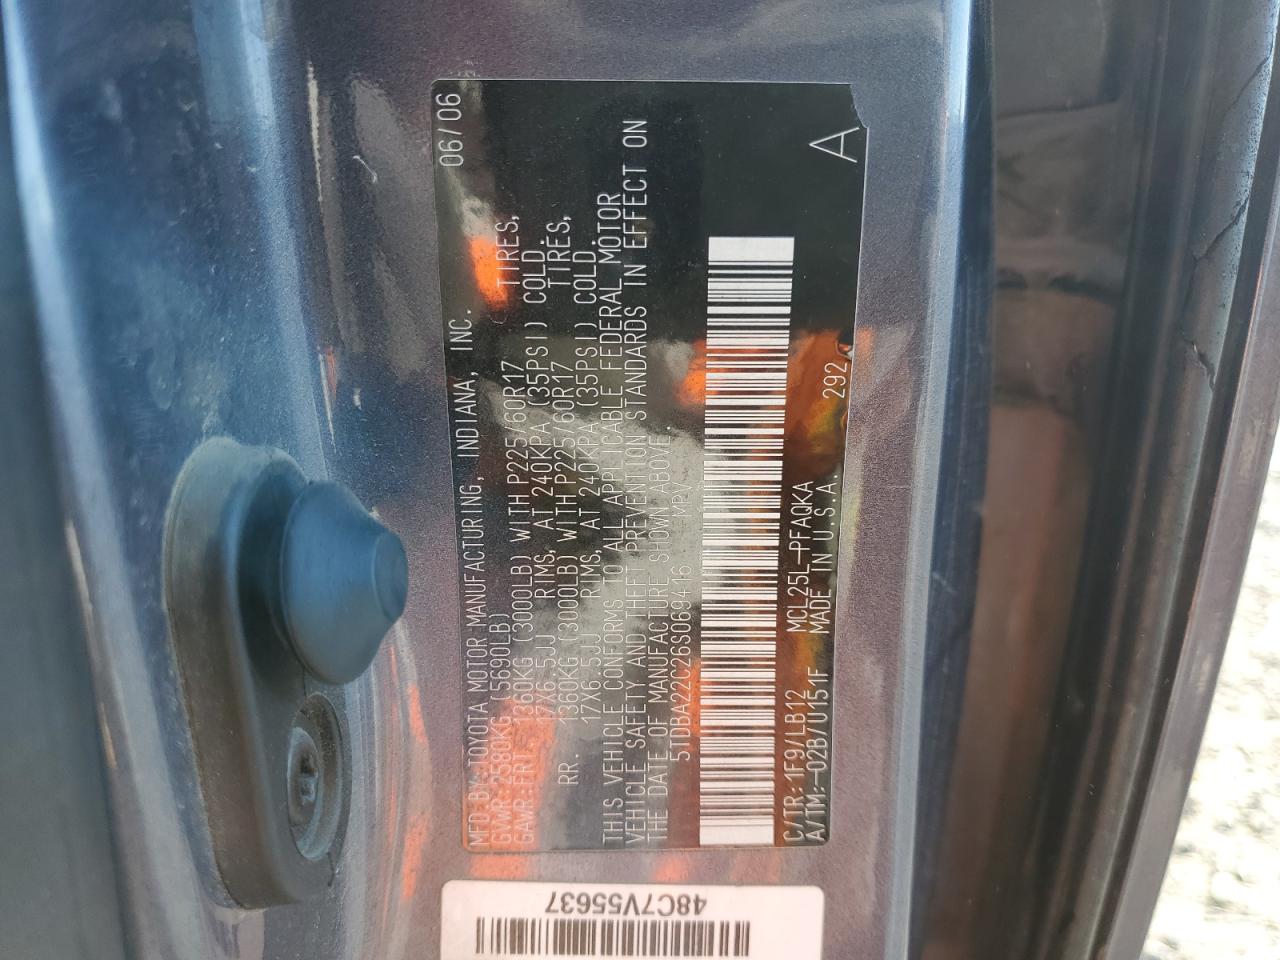 MFD BY:TOYOTA MOTOR MANUFACTURING, INDIANA, INC. 06/06
GVWR:2580KG (5690LB)
GAWR:FRT. 1360KG (3000LB) WITH P225/60R17 TIRES,
17X6.5JJ RIMS, AT 240KPA (35PSI) COLD.
RR. 1360KG (3000LB) WITH P225/60R17 TIRES,
17X6.5JJ RIMS, AT 240KPA (35PSI) COLD.
THIS VEHICLE CONFORMS TO ALL APPLICABLE FEDERAL MOTOR
VEHICLE SAFETY AND THEFT PREVENTION STANDARDS IN EFFECT ON
THE DATE OF MANUFACTURE SHOWN ABOVE.
5TDBA22C26S069416 MPV
C/TR:1F9/LB12 MCL25L-PFAQKA 292 A
A/TM:-02B/U151F MADE IN U.S.A.
48C7V55637